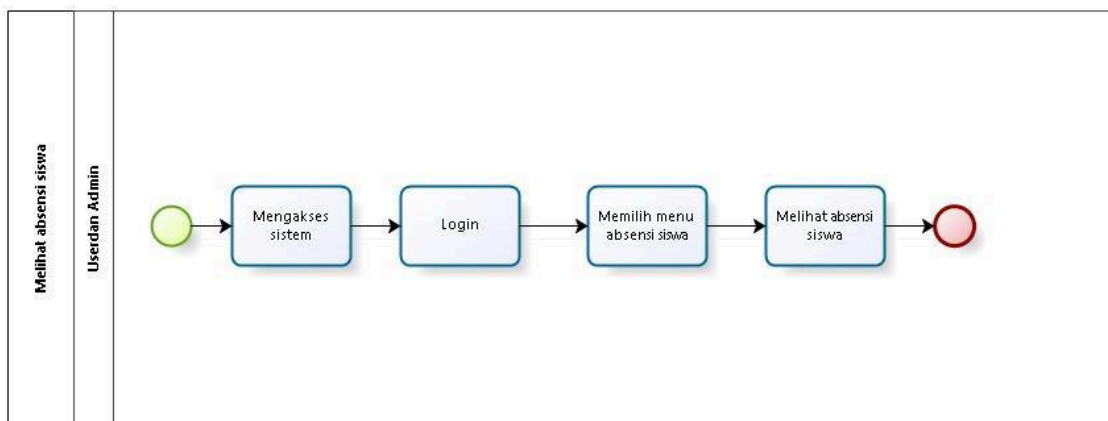 Melihat absensi siswa
Userdan Admin
Mengakses
sistem
Login
Memilih menu
absensi siswa
Melihat absensi
siswa